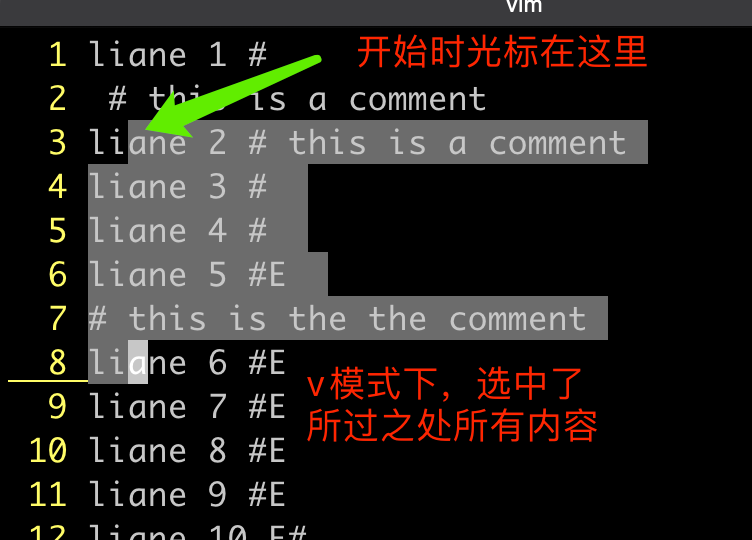 vim
1 liane 1 # 开始时光标在这里
2 # this is a comment
3 liane 2 # this is a comment
4 liane 3 #
5 liane 4 #
6 liane 5 #E
7 # this is the the comment
8 liane 6 #E
v模式下，选中了
9 liane 7 #E
所过之处所有内容
10 liane 8 #E
11 liane 9 #E
12 liane 10 E#